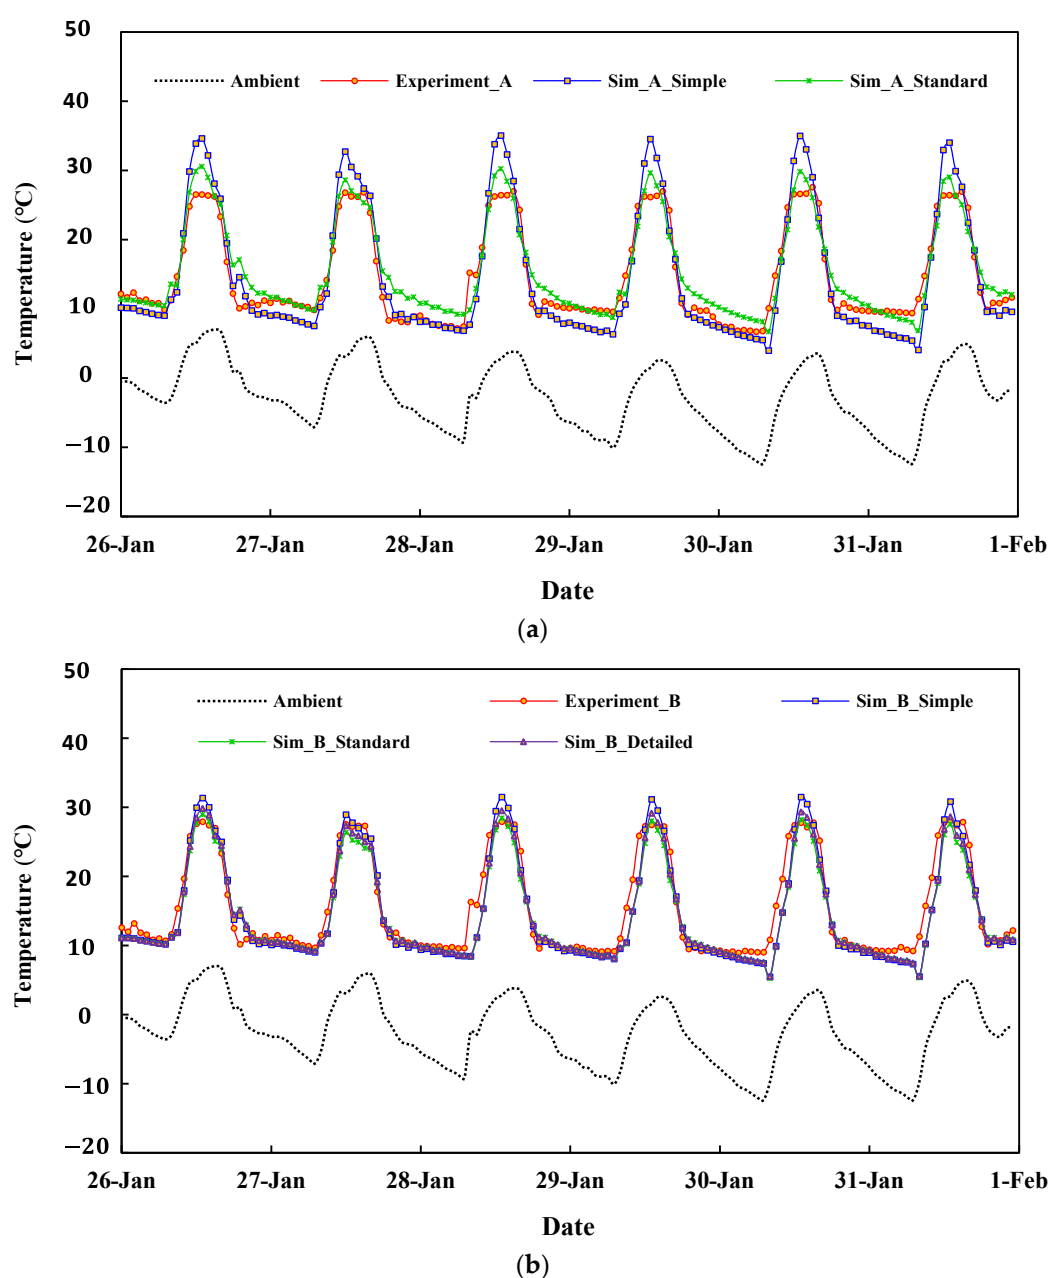 50
40
30
20
10
0
−10
−20
Temperature (°C)
Ambient Experiment_A Sim_A_Simple Sim_A_Standard
26-Jan 27-Jan 28-Jan 29-Jan 30-Jan 31-Jan 1-Feb
Date
(a)
50
40
30
20
10
0
−10
−20
Temperature (°C)
Ambient Experiment_B Sim_B_Simple
Sim_B_Standard Sim_B_Detailed
26-Jan 27-Jan 28-Jan 29-Jan 30-Jan 31-Jan 1-Feb
Date
(b)